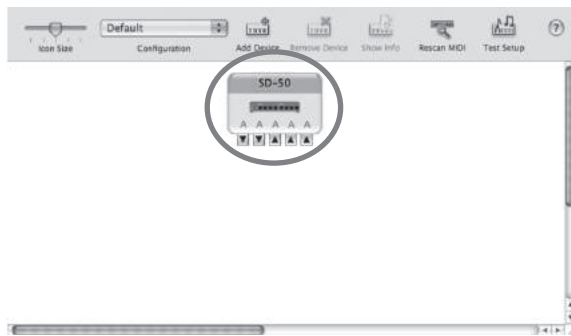 Default
Icon Size Configuration Add Device Remove Device Show Info Rescan MIDI Test Setup ?
SD-50
A A A A A